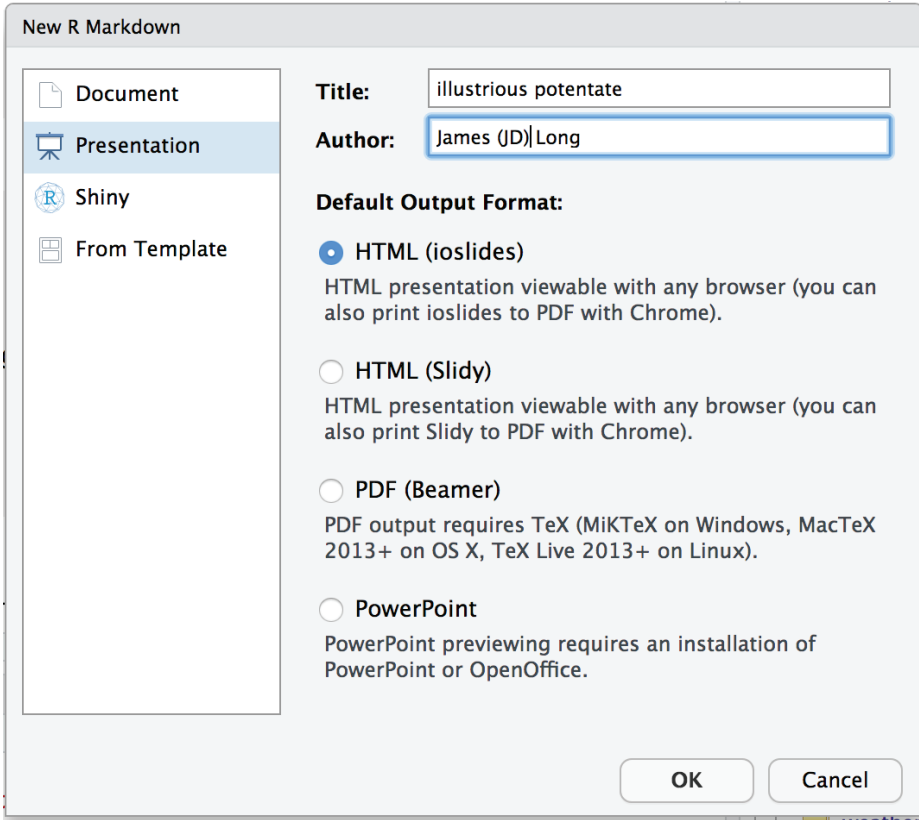 New R Markdown
Document
Presentation
Shiny
From Template
Title:
illustrious potentate
Author:
James (JD) Long
Default Output Format:
HTML (ioslides)
HTML presentation viewable with any browser (you can
also print ioslides to PDF with Chrome).
HTML (Slidy)
HTML presentation viewable with any browser (you can
also print Slidy to PDF with Chrome).
PDF (Beamer)
PDF output requires TeX (MiKTeX on Windows, MacTeX
2013+ on OS X, TeX Live 2013+ on Linux).
PowerPoint
PowerPoint previewing requires an installation of
PowerPoint or OpenOffice.
OK
Cancel